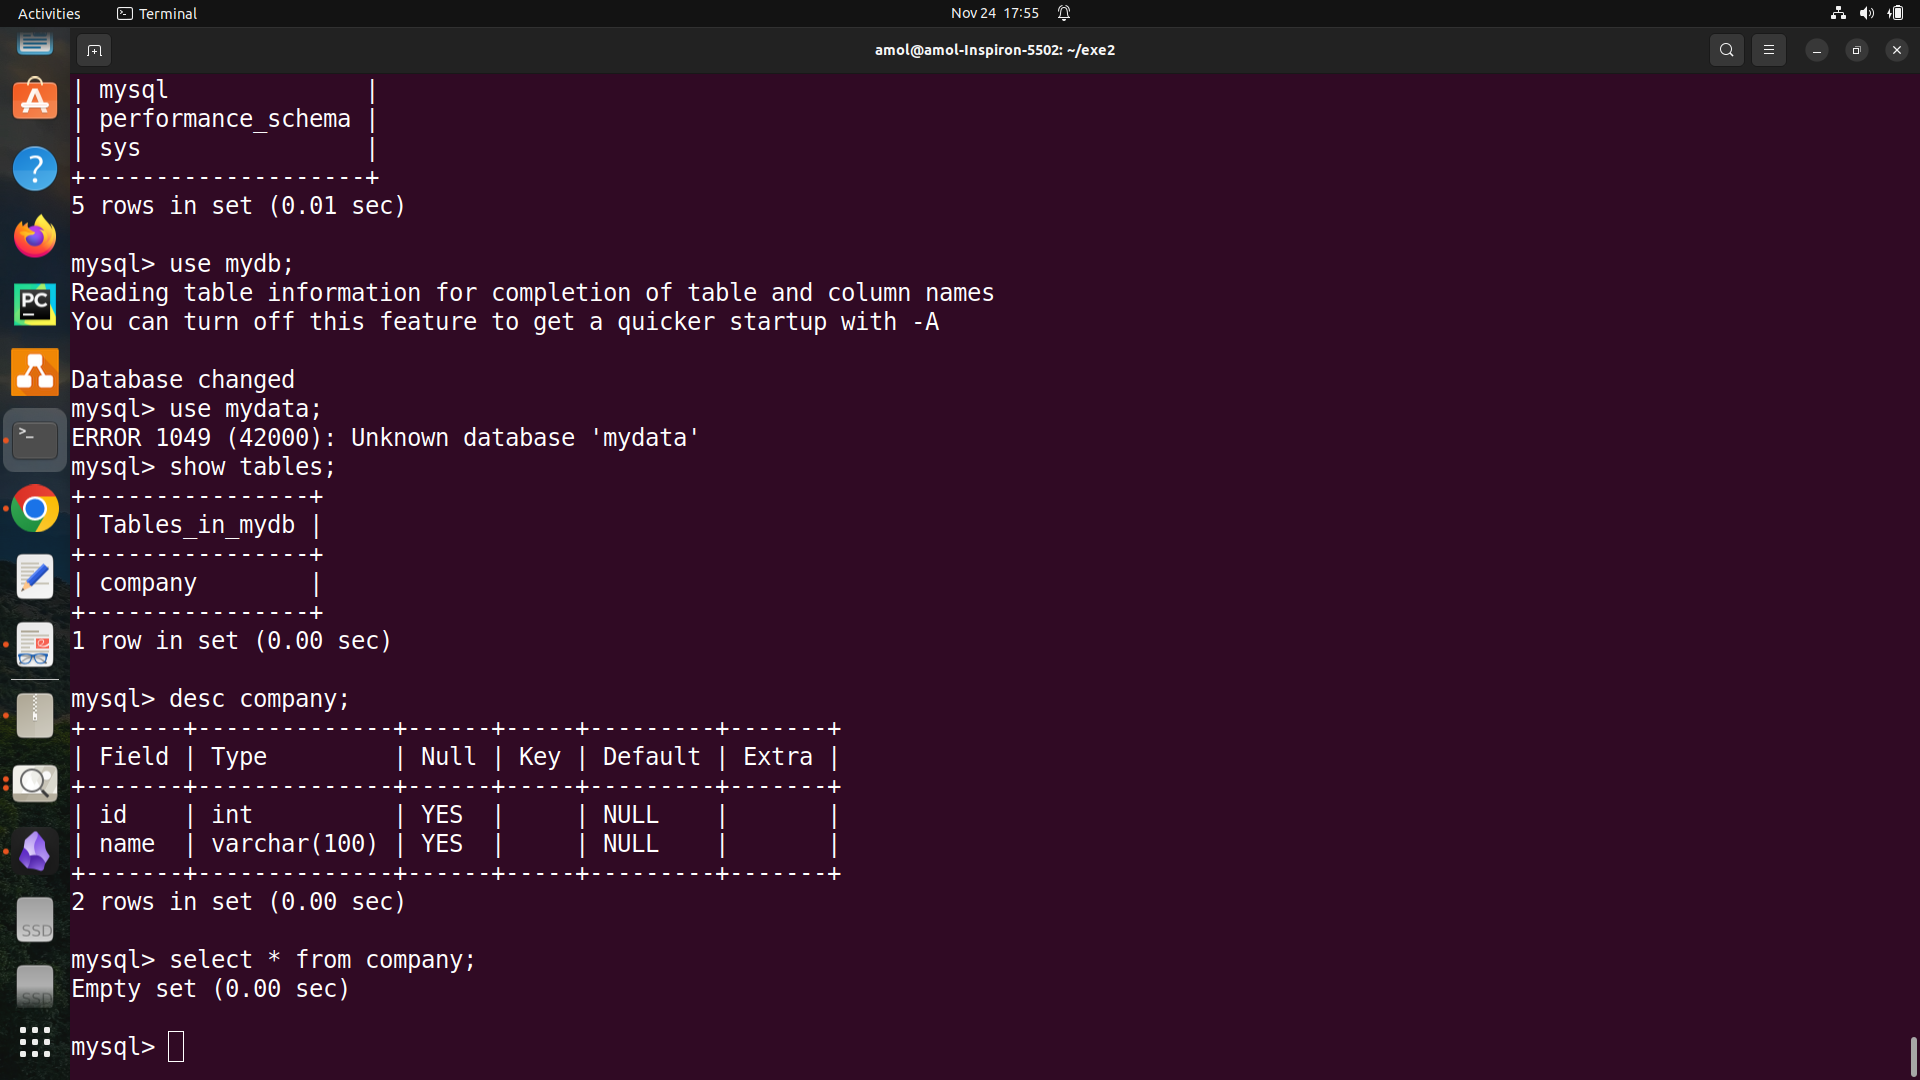 Activities Terminal Nov 24 17:55
amol@amol-Inspiron-5502: ~/exe2
| mysql              |
| performance_schema |
| sys                |
+--------------------+
5 rows in set (0.01 sec)

mysql> use mydb;
Reading table information for completion of table and column names
You can turn off this feature to get a quicker startup with -A

Database changed
mysql> use mydata;
ERROR 1049 (42000): Unknown database 'mydata'
mysql> show tables;
+----------------+
| Tables_in_mydb |
+----------------+
| company        |
+----------------+
1 row in set (0.00 sec)

mysql> desc company;
+-------+--------------+------+-----+---------+-------+
| Field | Type         | Null | Key | Default | Extra |
+-------+--------------+------+-----+---------+-------+
| id    | int          | YES  |     | NULL    |       |
| name  | varchar(100) | YES  |     | NULL    |       |
+-------+--------------+------+-----+---------+-------+
2 rows in set (0.00 sec)

mysql> select * from company;
Empty set (0.00 sec)

mysql>
?
PC
>_
SSD
SSD